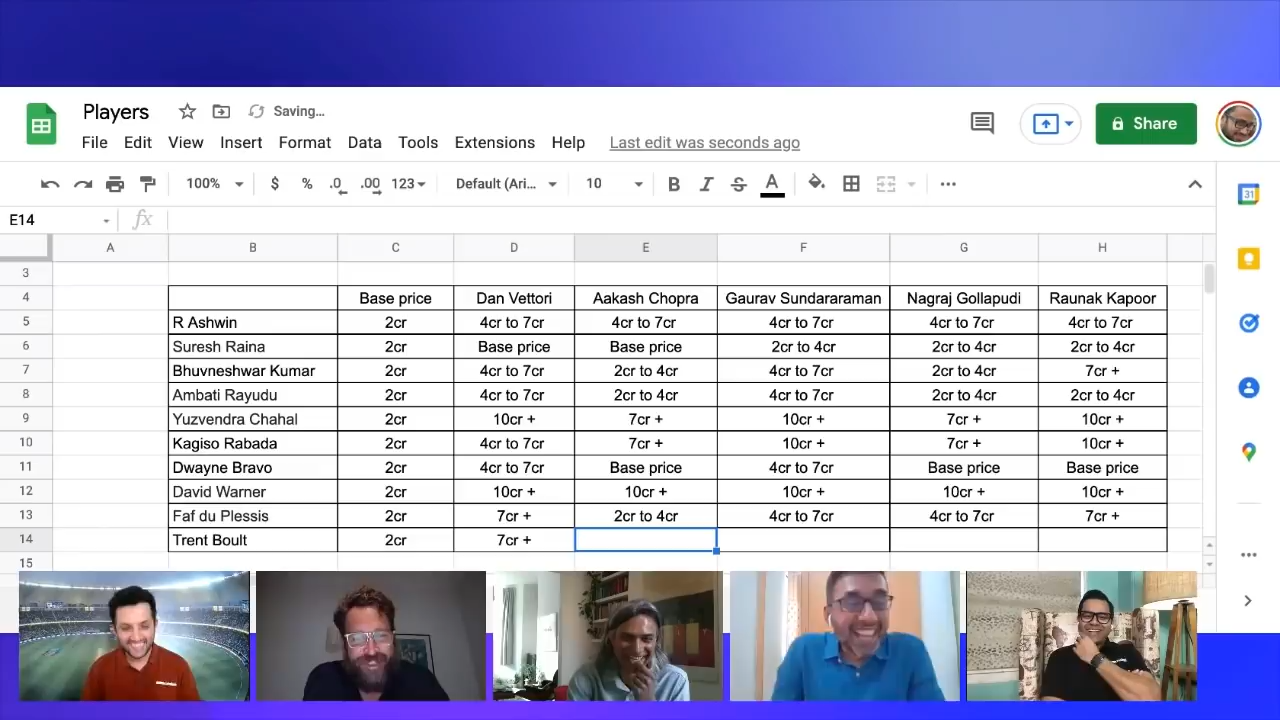 Players Saving...
File Edit View Insert Format Data Tools Extensions Help Last edit was seconds ago
Share
100% $ % .0 .00 123 Default (Ari... 10 B I S A
E14 fx
31
A B C D E F G H
3
4 Base price Dan Vettori Aakash Chopra Gaurav Sundararaman Nagraj Gollapudi Raunak Kapoor
5 R Ashwin 2cr 4cr to 7cr 4cr to 7cr 4cr to 7cr 4cr to 7cr 4cr to 7cr
6 Suresh Raina 2cr Base price Base price 2cr to 4cr 2cr to 4cr 2cr to 4cr
7 Bhuvneshwar Kumar 2cr 4cr to 7cr 2cr to 4cr 4cr to 7cr 2cr to 4cr 7cr +
8 Ambati Rayudu 2cr 4cr to 7cr 2cr to 4cr 4cr to 7cr 2cr to 4cr 2cr to 4cr
9 Yuzvendra Chahal 2cr 10cr + 7cr + 10cr + 7cr + 10cr +
10 Kagiso Rabada 2cr 4cr to 7cr 7cr + 10cr + 7cr + 10cr +
11 Dwayne Bravo 2cr 4cr to 7cr Base price 4cr to 7cr Base price Base price
12 David Warner 2cr 10cr + 10cr + 10cr + 10cr + 10cr +
13 Faf du Plessis 2cr 7cr + 2cr to 4cr 4cr to 7cr 4cr to 7cr 7cr +
14 Trent Boult 2cr 7cr +
15